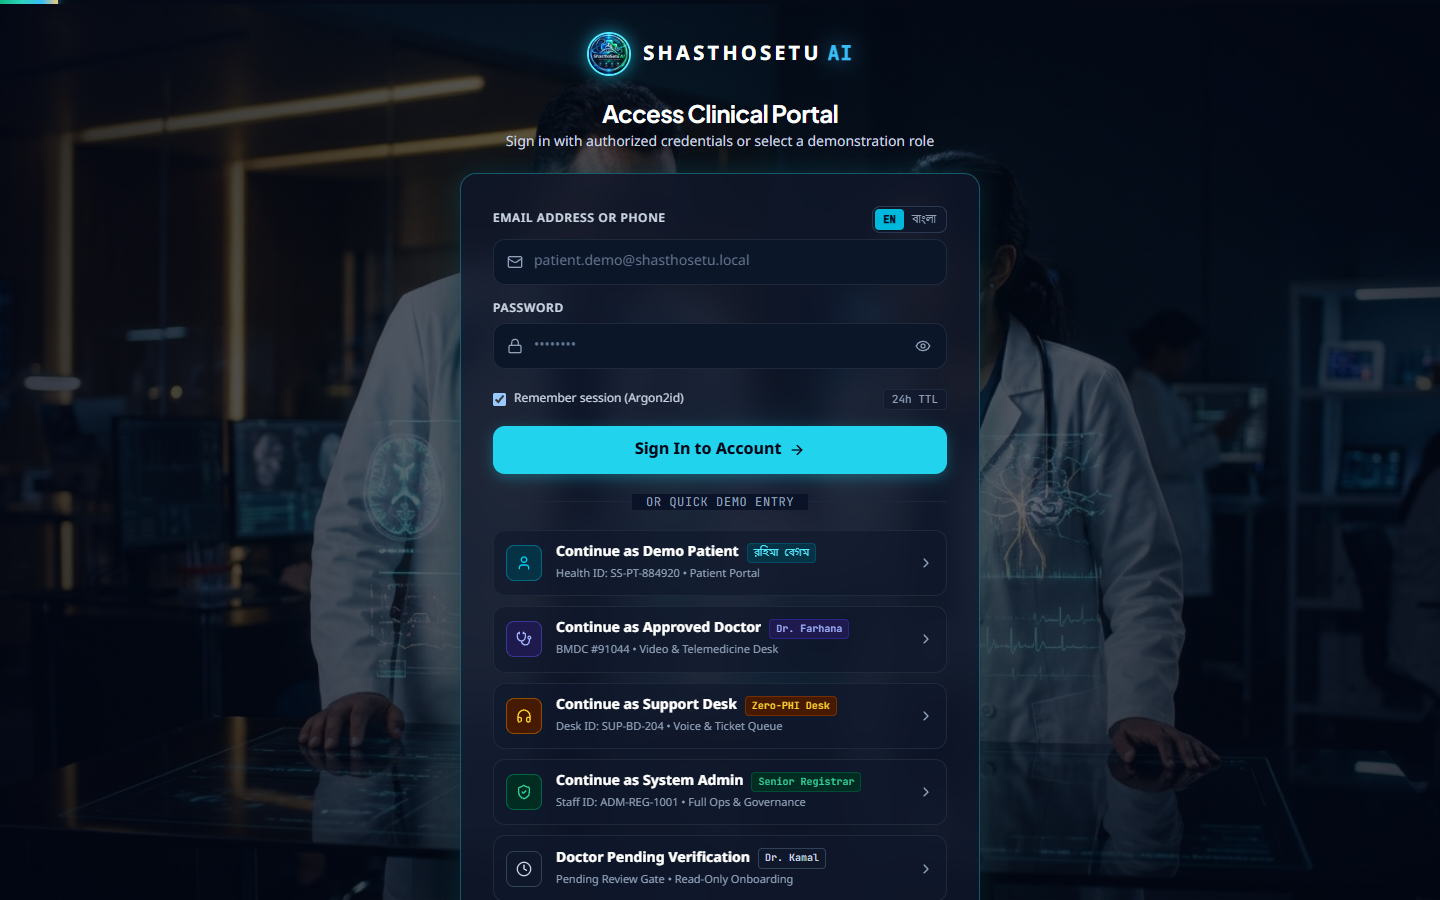 SHASTHOSETU AI
Access Clinical Portal
Sign in with authorized credentials or select a demonstration role
EMAIL ADDRESS OR PHONE
EN বাংলা
patient.demo@shasthosetu.local
PASSWORD
••••••••
Remember session (Argon2id)
24h TTL
Sign In to Account →
OR QUICK DEMO ENTRY
Continue as Demo Patient রহিমা বেগম
Health ID: SS-PT-884920 • Patient Portal
Continue as Approved Doctor Dr. Farhana
BMDC #91044 • Video & Telemedicine Desk
Continue as Support Desk Zero-PHI Desk
Desk ID: SUP-BD-204 • Voice & Ticket Queue
Continue as System Admin Senior Registrar
Staff ID: ADM-REG-1001 • Full Ops & Governance
Doctor Pending Verification Dr. Kamal
Pending Review Gate • Read-Only Onboarding